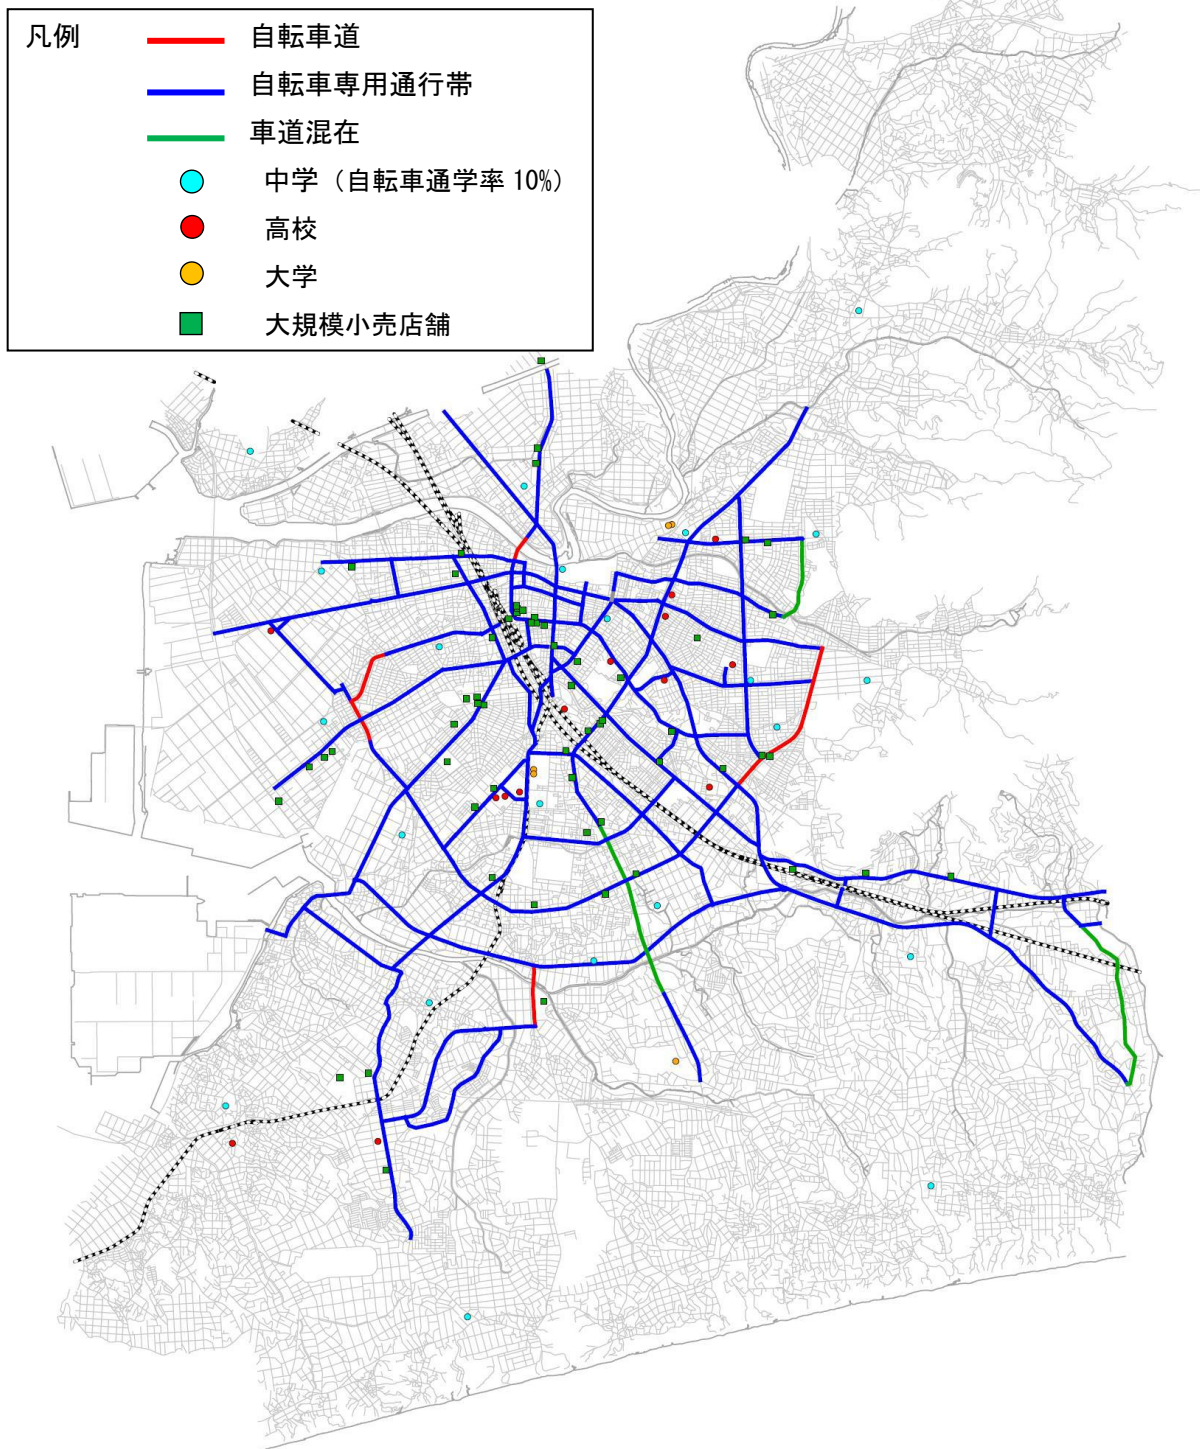 凡例
自転車道
自転車専用通行帯
車道混在
中学（自転車通学率 10%）
高校
大学
大規模小売店舗